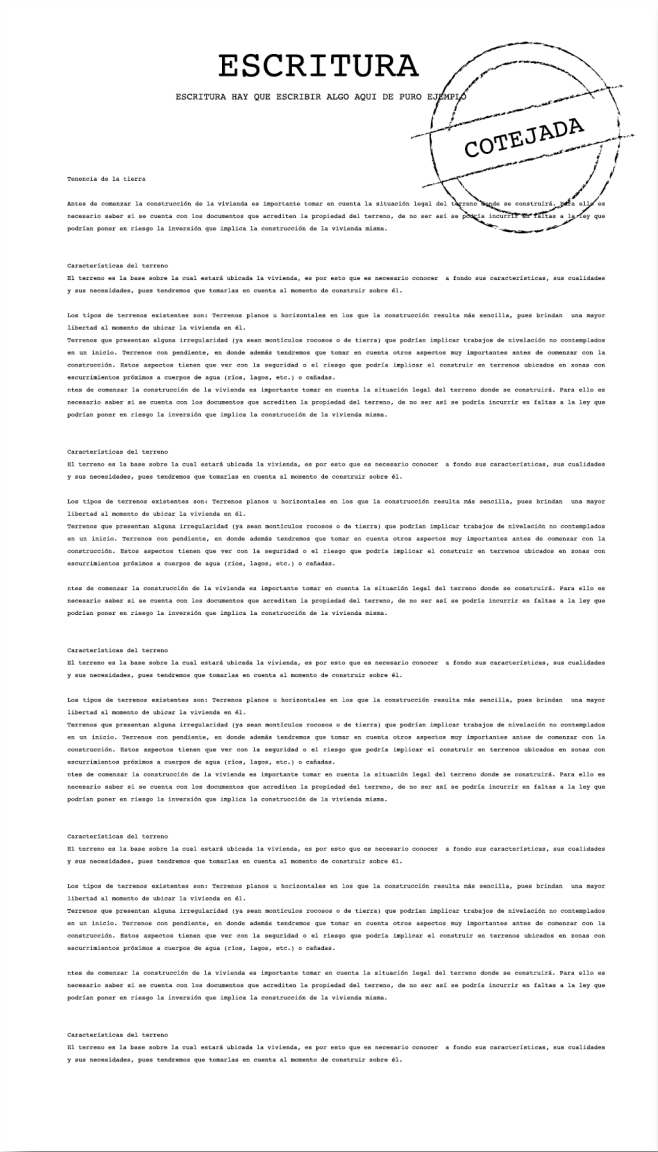 ESCRITURA
ESCRITURA HAY QUE ESCRIBIR ALGO AQUI DE PURO EJEMPLO
COTEJADA
Tenencia de la tierra
Antes de comenzar la construcción de la vivienda es importante tomar en cuenta la situación legal del terreno donde se construirá. Para ello es
necesario saber si se cuenta con los documentos que acrediten la propiedad del terreno, de no ser así se podría incurrir en faltas a la ley que
podrían poner en riesgo la inversión que implica la construcción de la vivienda misma.
Características del terreno
El terreno es la base sobre la cual estará ubicada la vivienda, es por esto que es necesario conocer a fondo sus características, sus cualidades
y sus necesidades, pues tendremos que tomarlas en cuenta al momento de construir sobre él.
Los tipos de terrenos existentes son: Terrenos planos u horizontales en los que la construcción resulta más sencilla, pues brindan una mayor
libertad al momento de ubicar la vivienda en él.
Terrenos que presentan alguna irregularidad (ya sean montículos rocosos o de tierra) que podrían implicar trabajos de nivelación no contemplados
en un inicio. Terrenos con pendiente, en donde además tendremos que tomar en cuenta otros aspectos muy importantes antes de comenzar con la
construcción. Estos aspectos tienen que ver con la seguridad o el riesgo que podría implicar el construir en terrenos ubicados en zonas con
escurrimientos próximos a cuerpos de agua (ríos, lagos, etc.) o cañadas.
ntes de comenzar la construcción de la vivienda es importante tomar en cuenta la situación legal del terreno donde se construirá. Para ello es
necesario saber si se cuenta con los documentos que acrediten la propiedad del terreno, de no ser así se podría incurrir en faltas a la ley que
podrían poner en riesgo la inversión que implica la construcción de la vivienda misma.
Características del terreno
El terreno es la base sobre la cual estará ubicada la vivienda, es por esto que es necesario conocer a fondo sus características, sus cualidades
y sus necesidades, pues tendremos que tomarlas en cuenta al momento de construir sobre él.
Los tipos de terrenos existentes son: Terrenos planos u horizontales en los que la construcción resulta más sencilla, pues brindan una mayor
libertad al momento de ubicar la vivienda en él.
Terrenos que presentan alguna irregularidad (ya sean montículos rocosos o de tierra) que podrían implicar trabajos de nivelación no contemplados
en un inicio. Terrenos con pendiente, en donde además tendremos que tomar en cuenta otros aspectos muy importantes antes de comenzar con la
construcción. Estos aspectos tienen que ver con la seguridad o el riesgo que podría implicar el construir en terrenos ubicados en zonas con
escurrimientos próximos a cuerpos de agua (ríos, lagos, etc.) o cañadas.
ntes de comenzar la construcción de la vivienda es importante tomar en cuenta la situación legal del terreno donde se construirá. Para ello es
necesario saber si se cuenta con los documentos que acrediten la propiedad del terreno, de no ser así se podría incurrir en faltas a la ley que
podrían poner en riesgo la inversión que implica la construcción de la vivienda misma.
Características del terreno
El terreno es la base sobre la cual estará ubicada la vivienda, es por esto que es necesario conocer a fondo sus características, sus cualidades
y sus necesidades, pues tendremos que tomarlas en cuenta al momento de construir sobre él.
Los tipos de terrenos existentes son: Terrenos planos u horizontales en los que la construcción resulta más sencilla, pues brindan una mayor
libertad al momento de ubicar la vivienda en él.
Terrenos que presentan alguna irregularidad (ya sean montículos rocosos o de tierra) que podrían implicar trabajos de nivelación no contemplados
en un inicio. Terrenos con pendiente, en donde además tendremos que tomar en cuenta otros aspectos muy importantes antes de comenzar con la
construcción. Estos aspectos tienen que ver con la seguridad o el riesgo que podría implicar el construir en terrenos ubicados en zonas con
escurrimientos próximos a cuerpos de agua (ríos, lagos, etc.) o cañadas.
ntes de comenzar la construcción de la vivienda es importante tomar en cuenta la situación legal del terreno donde se construirá. Para ello es
necesario saber si se cuenta con los documentos que acrediten la propiedad del terreno, de no ser así se podría incurrir en faltas a la ley que
podrían poner en riesgo la inversión que implica la construcción de la vivienda misma.
Características del terreno
El terreno es la base sobre la cual estará ubicada la vivienda, es por esto que es necesario conocer a fondo sus características, sus cualidades
y sus necesidades, pues tendremos que tomarlas en cuenta al momento de construir sobre él.
Los tipos de terrenos existentes son: Terrenos planos u horizontales en los que la construcción resulta más sencilla, pues brindan una mayor
libertad al momento de ubicar la vivienda en él.
Terrenos que presentan alguna irregularidad (ya sean montículos rocosos o de tierra) que podrían implicar trabajos de nivelación no contemplados
en un inicio. Terrenos con pendiente, en donde además tendremos que tomar en cuenta otros aspectos muy importantes antes de comenzar con la
construcción. Estos aspectos tienen que ver con la seguridad o el riesgo que podría implicar el construir en terrenos ubicados en zonas con
escurrimientos próximos a cuerpos de agua (ríos, lagos, etc.) o cañadas.
ntes de comenzar la construcción de la vivienda es importante tomar en cuenta la situación legal del terreno donde se construirá. Para ello es
necesario saber si se cuenta con los documentos que acrediten la propiedad del terreno, de no ser así se podría incurrir en faltas a la ley que
podrían poner en riesgo la inversión que implica la construcción de la vivienda misma.
Características del terreno
El terreno es la base sobre la cual estará ubicada la vivienda, es por esto que es necesario conocer a fondo sus características, sus cualidades
y sus necesidades, pues tendremos que tomarlas en cuenta al momento de construir sobre él.